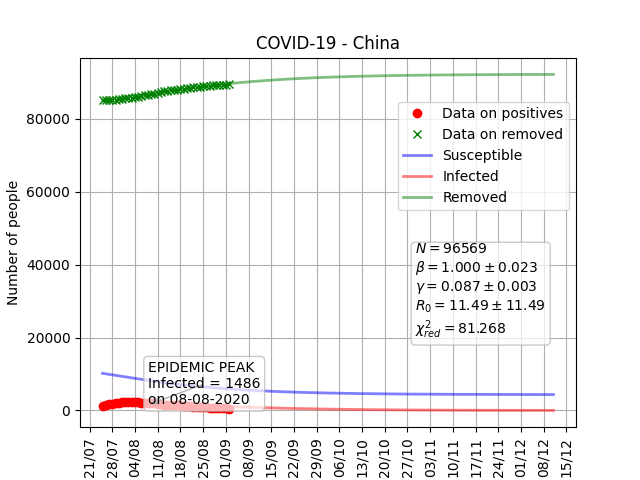 COVID-19 - China
Number of people
80000
60000
40000
20000
0
Data on positives
Data on removed
Susceptible
Infected
Removed
N = 96569
β = 1.000 ± 0.023
γ = 0.087 ± 0.003
R₀ = 11.49 ± 11.49
χ²red = 81.268
EPIDEMIC PEAK
Infected = 1486
on 08-08-2020
21/07
28/07
04/08
11/08
18/08
25/08
01/09
08/09
15/09
22/09
29/09
06/10
13/10
20/10
27/10
03/11
10/11
17/11
24/11
01/12
08/12
15/12